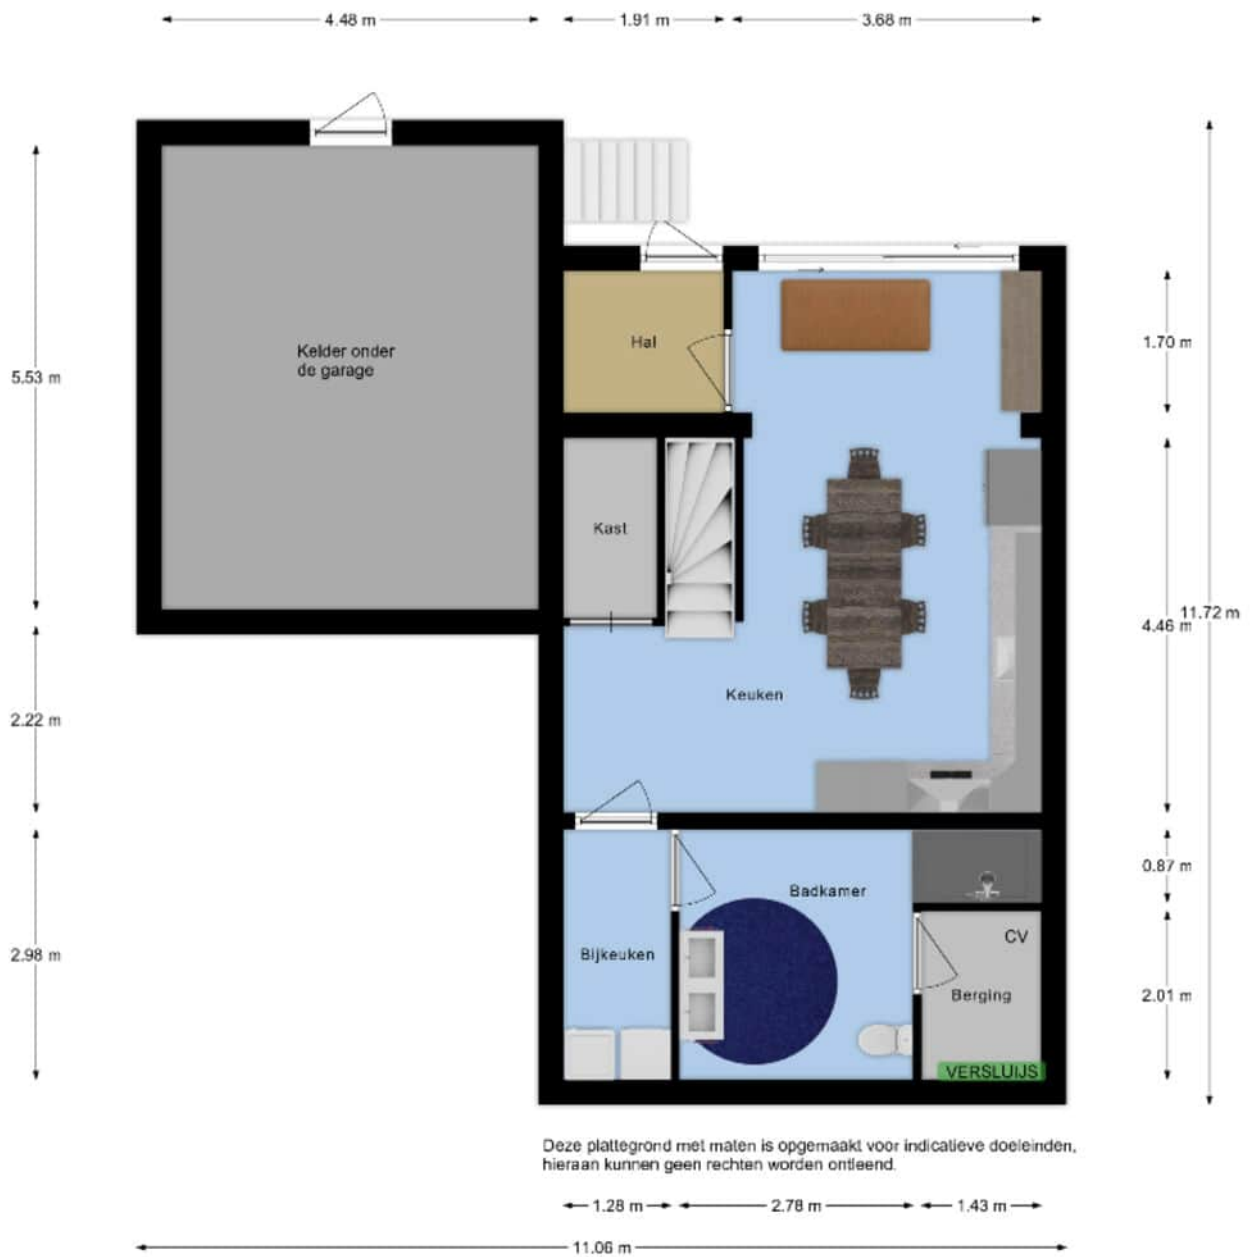 4.48 m
1.91 m
3.68 m
Kelder onder
de garage
5.53 m
Hal
1.70 m
Kast
4.46 m
11.72 m
Keuken
2.22 m
0.87 m
Badkamer
CV
Bijkeuken
2.98 m
Berging
2.01 m
VERSLUIJS
Deze plattegrond met maten is opgemaakt voor indicatieve doeleinden,
hieraan kunnen geen rechten worden ontleend.
1.28 m
2.78 m
1.43 m
11.06 m